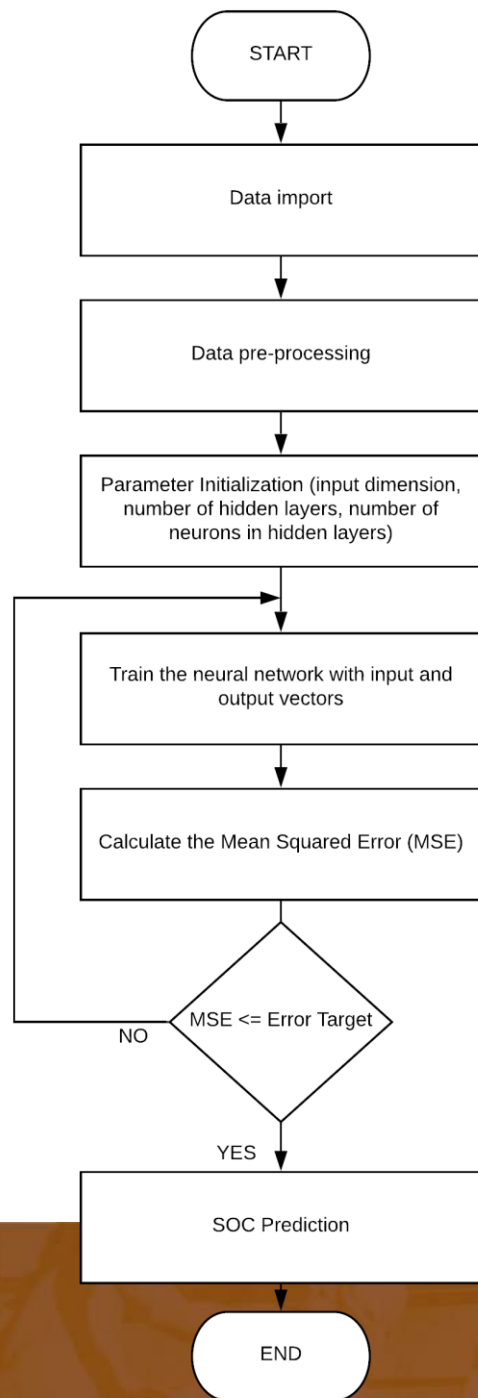 START
Data import
Data pre-processing
Parameter Initialization (input dimension,
number of hidden layers, number of
neurons in hidden layers)
Train the neural network with input and
output vectors
Calculate the Mean Squared Error (MSE)
MSE <= Error Target
NO
YES
SOC Prediction
END